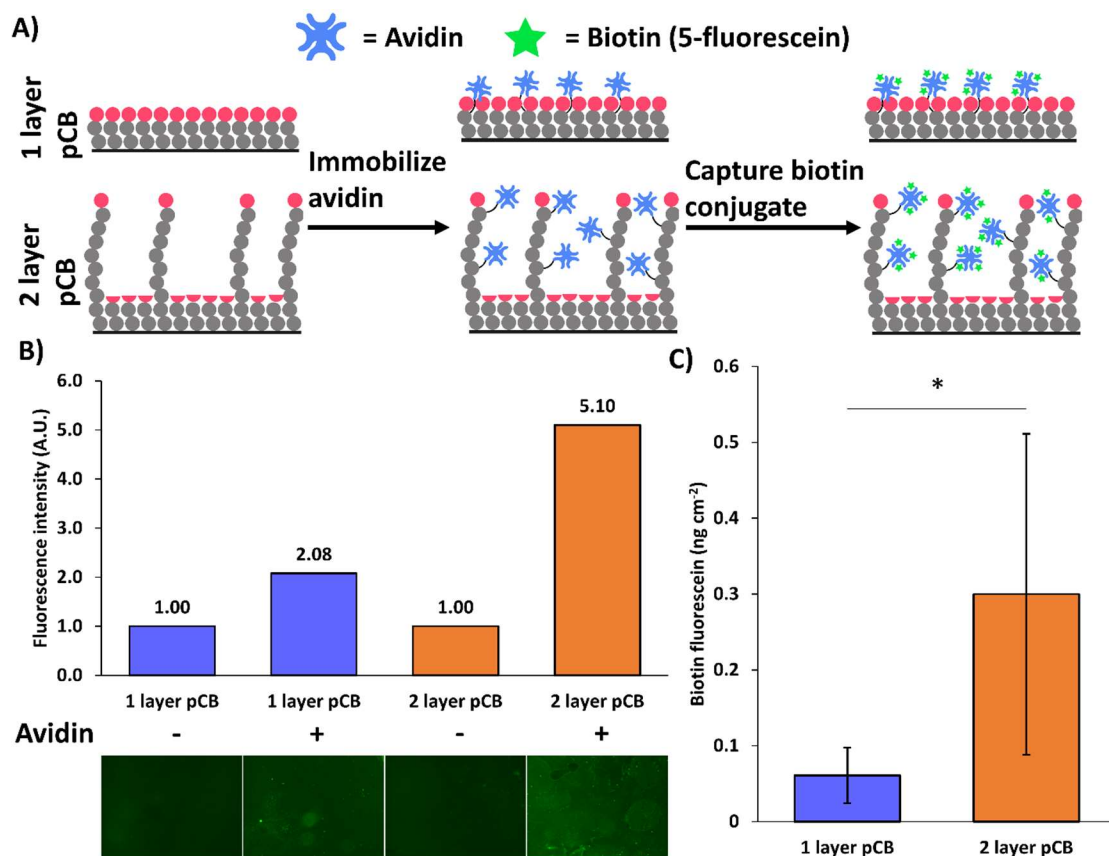 A)
= Avidin
= Biotin (5-fluorescein)
1 layer
pCB
2 layer
pCB
Immobilize
avidin
Capture biotin
conjugate
B)
Fluorescence intensity (A.U.)
6.0
5.0
4.0
3.0
2.0
1.0
0.0
1.00
2.08
1.00
5.10
1 layer pCB
1 layer pCB
2 layer pCB
2 layer pCB
Avidin
-
+
-
+
C)
Biotin fluorescein (ng cm⁻²)
0.6
0.5
0.4
0.3
0.2
0.1
0
*
1 layer pCB
2 layer pCB